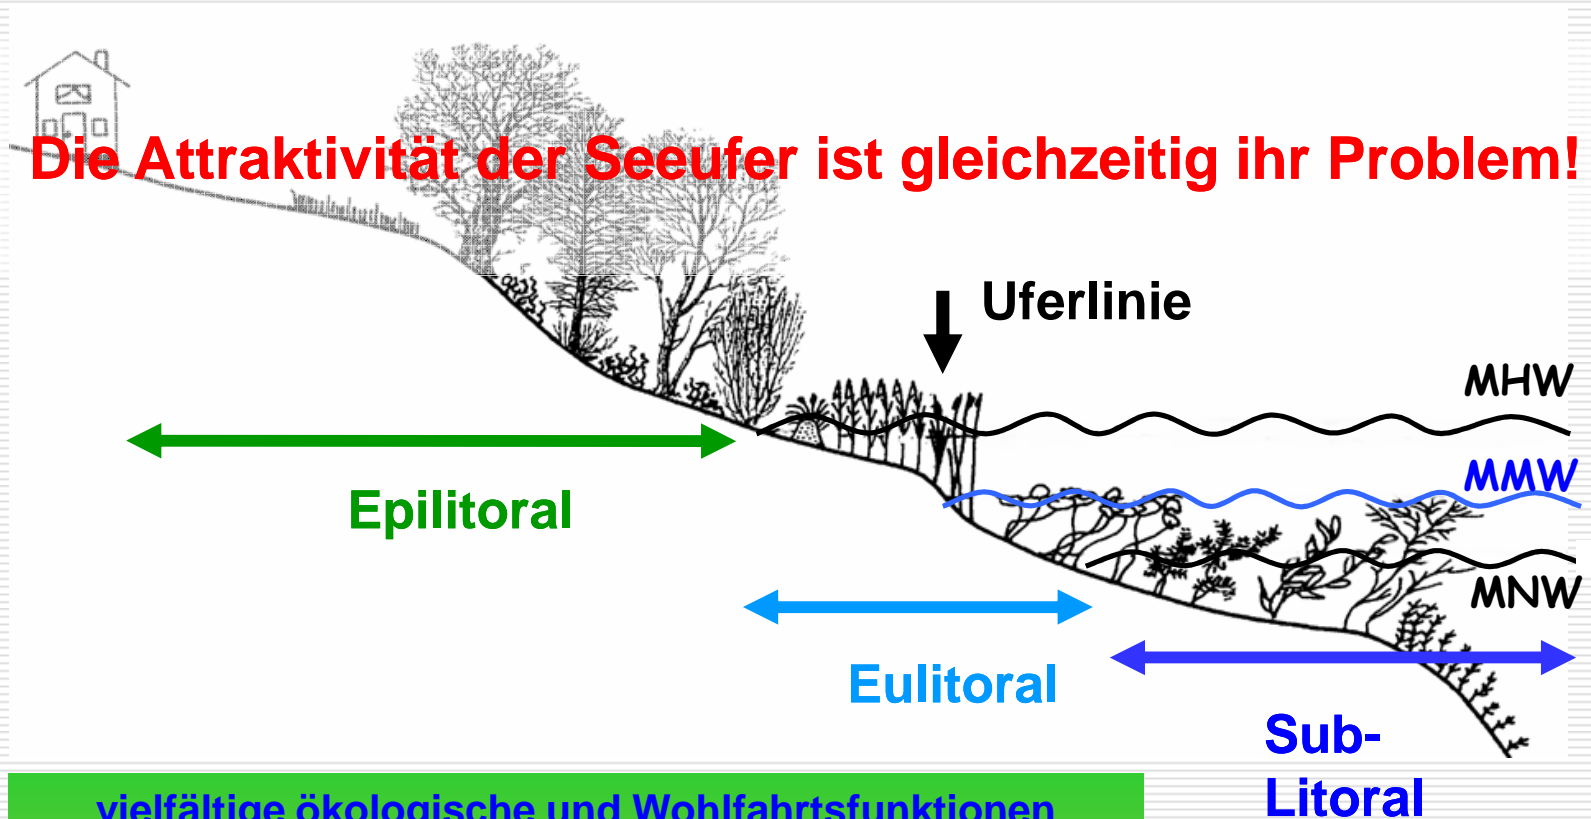 Die Attraktivität der Seeufer ist gleichzeitig ihr Problem!
Uferlinie
MHW
MMW
Epilitoral
MNW
Eulitoral
Sub-
Litoral
vielfältige ökologische und Wohlfahrtsfunktionen